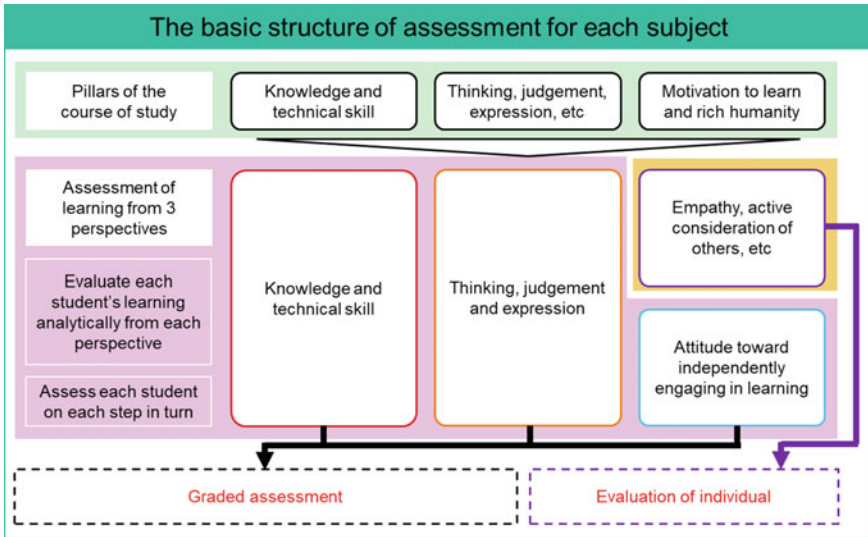 The basic structure of assessment for each subject
Pillars of the
course of study
Knowledge and
technical skill
Thinking, judgement,
expression, etc
Motivation to learn
and rich humanity
Assessment of
learning from 3
perspectives
Evaluate each
student's learning
analytically from each
perspective
Assess each student
on each step in turn
Knowledge and
technical skill
Thinking, judgement
and expression
Empathy, active
consideration of
others, etc
Attitude toward
independently
engaging in learning
Graded assessment
Evaluation of individual